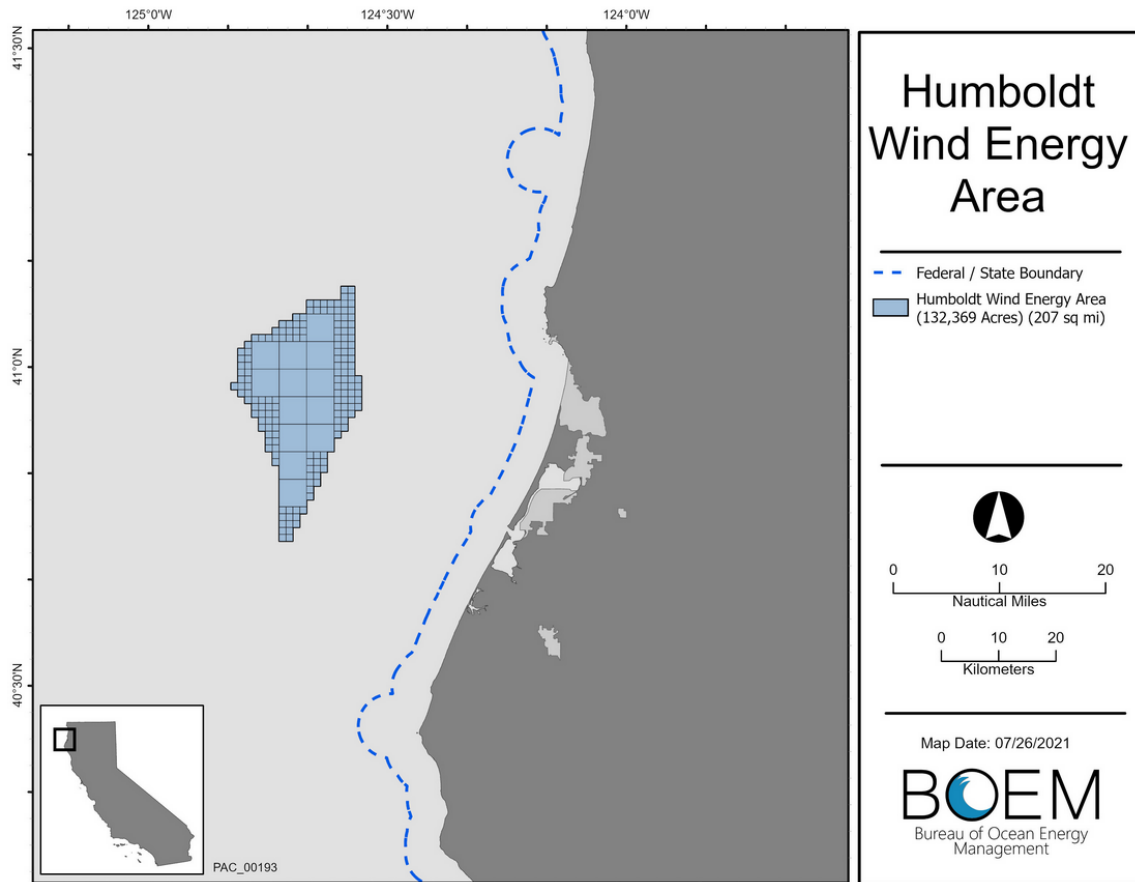 125°0'W
124°30'W
124°0'W
41°30'N
41°0'N
40°30'N
PAC_00193
Humboldt
Wind Energy
Area
Federal / State Boundary
Humboldt Wind Energy Area
(132,369 Acres) (207 sq mi)
0
10
20
Nautical Miles
0
10
20
Kilometers
Map Date: 07/26/2021
BOEM
Bureau of Ocean Energy
Management